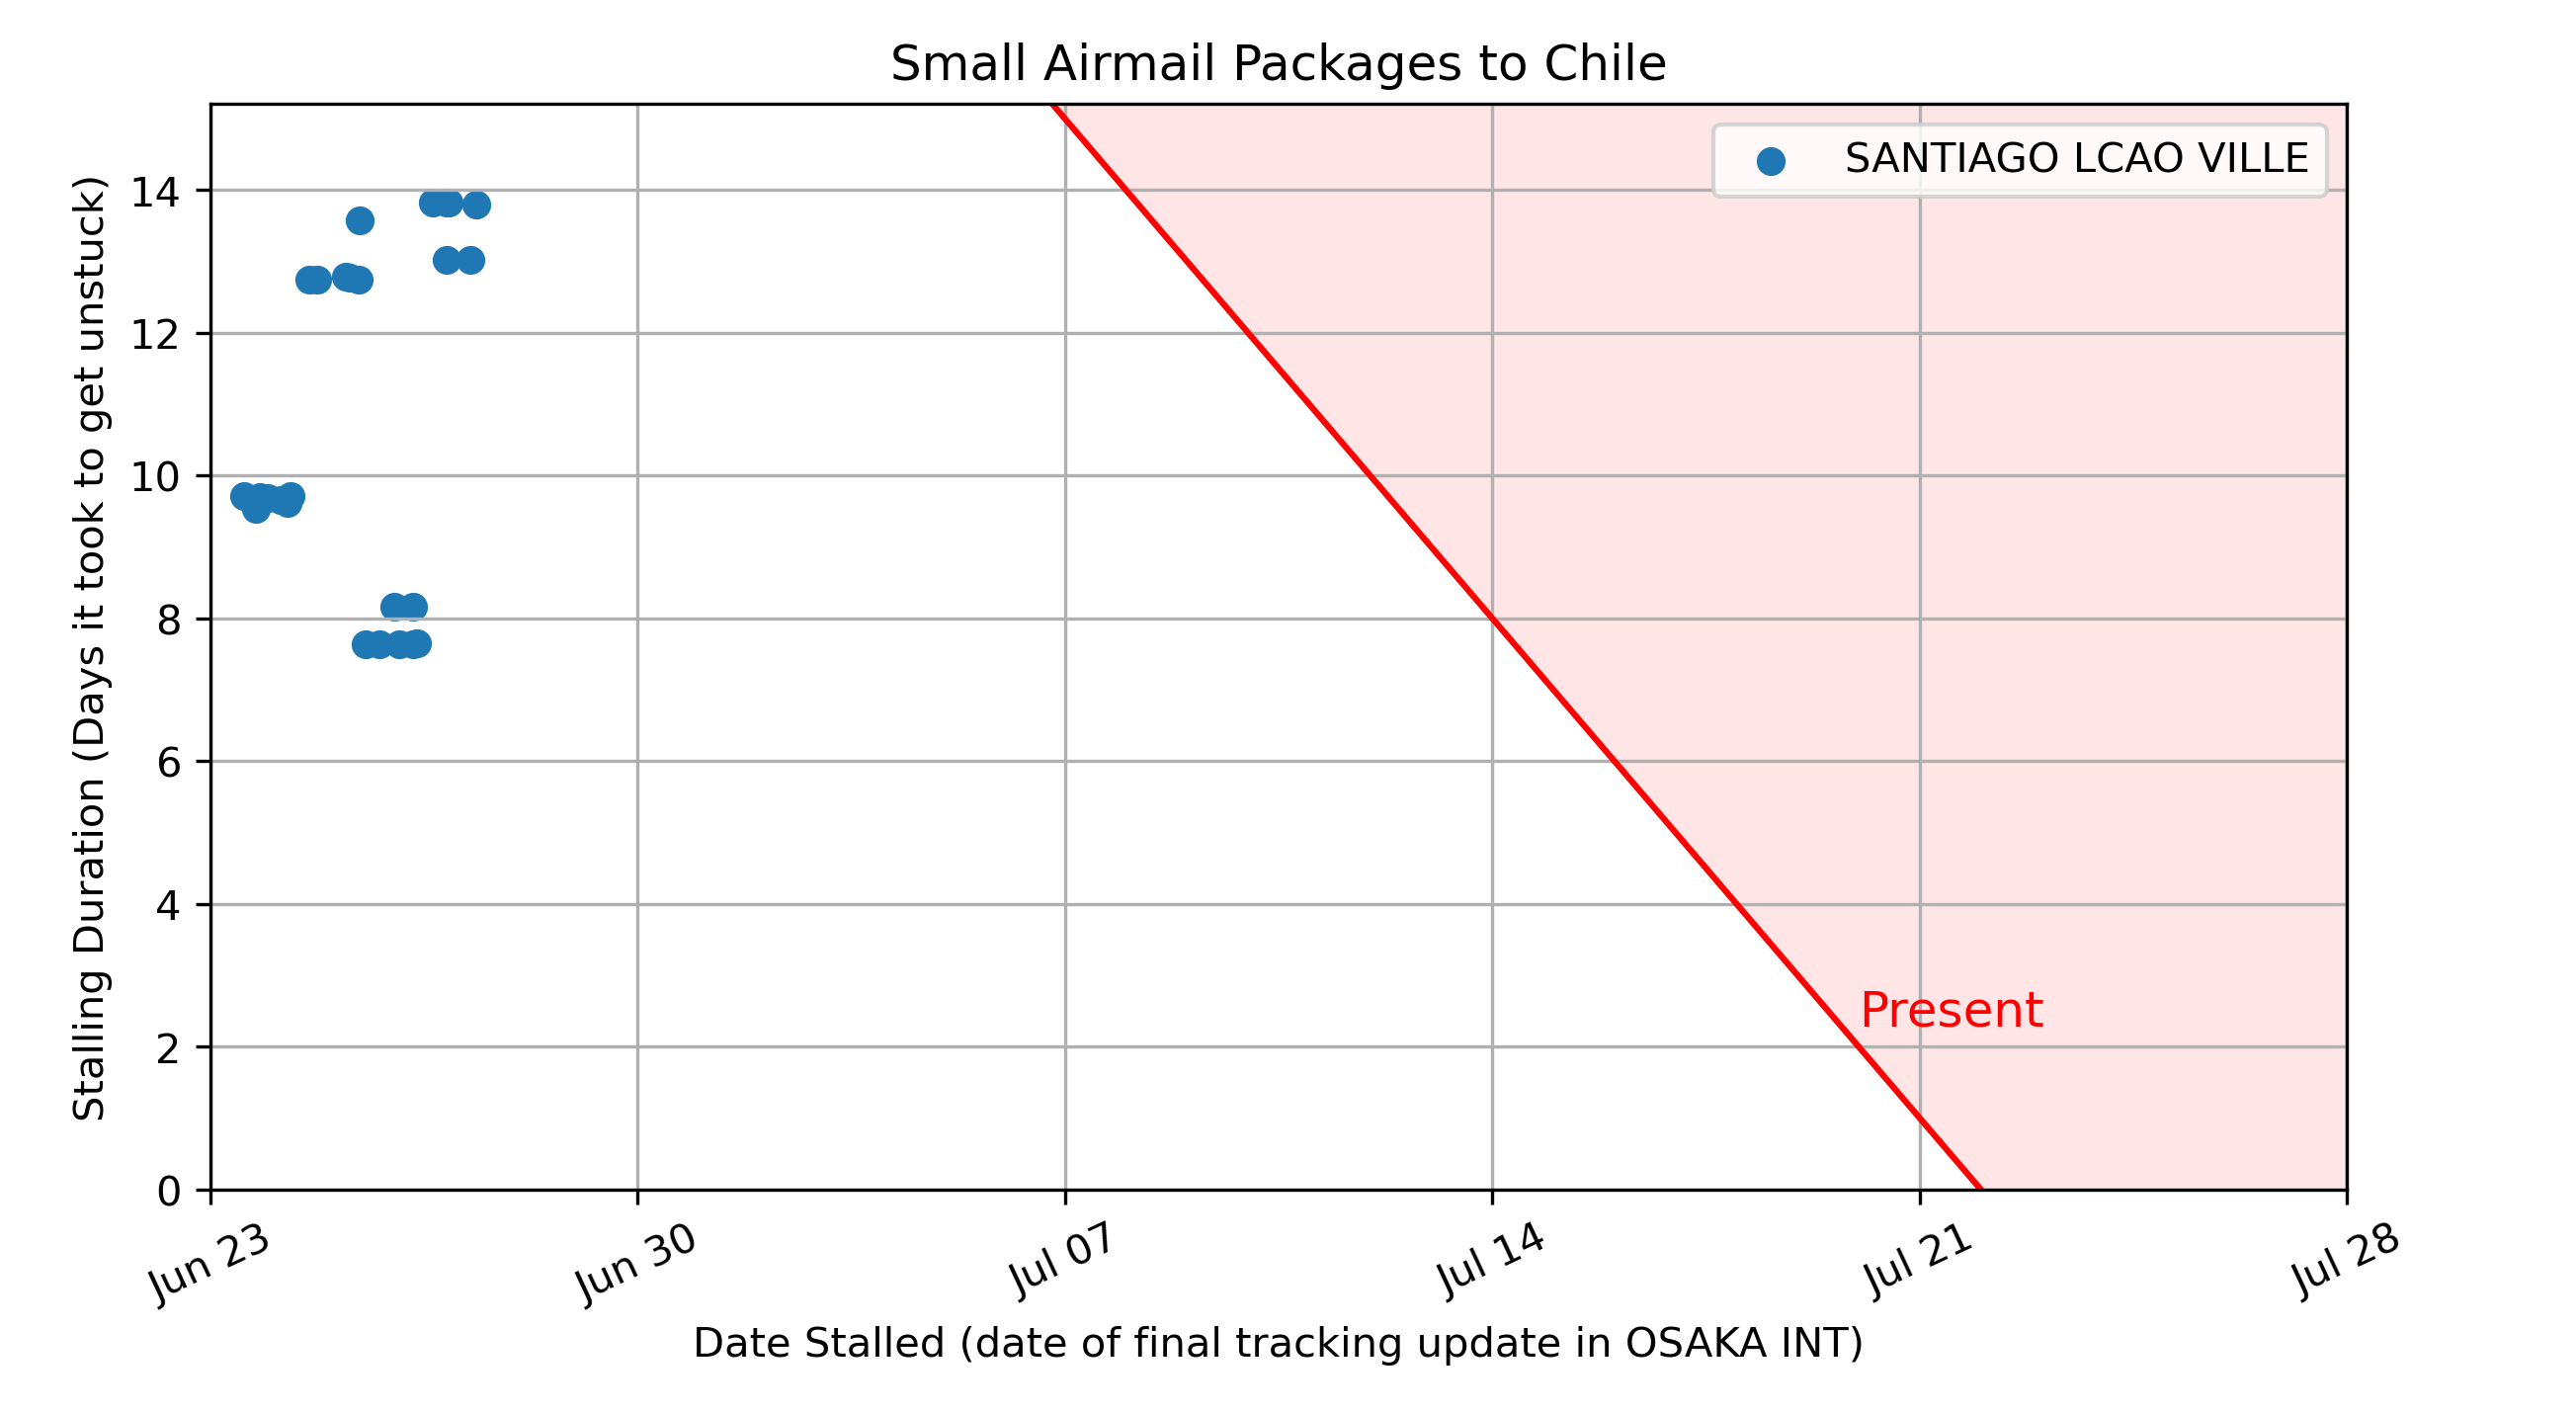 Small Airmail Packages to Chile
SANTIAGO LCAO VILLE
Stalling Duration (Days it took to get unstuck)
14
12
10
8
6
4
2
0
Present
Jun 23
Jun 30
Jul 07
Jul 14
Jul 21
Jul 28
Date Stalled (date of final tracking update in OSAKA INT)